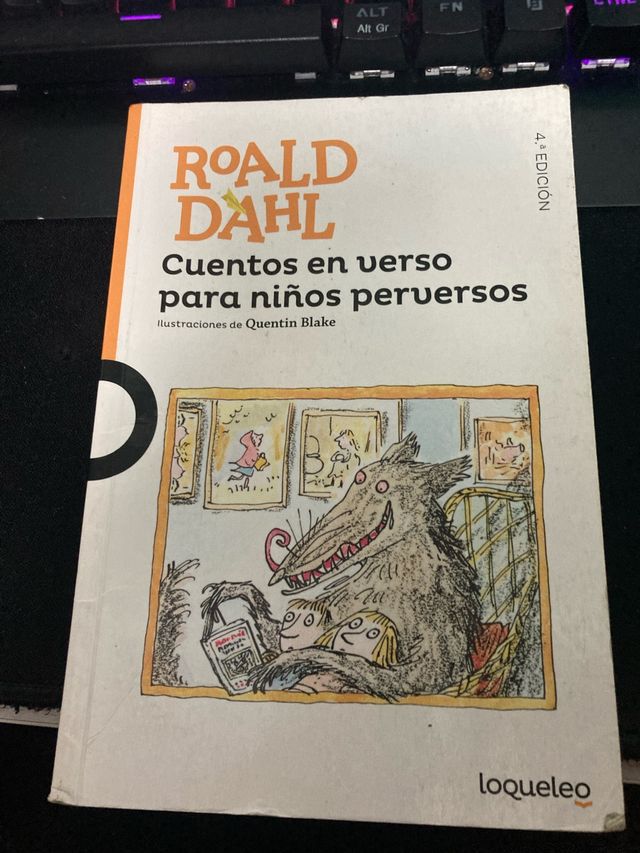 ALT
Alt Gr
FN
4.ª EDICIÓN
ROALD
DAHL
Cuentos en verso
para niños perversos
Ilustraciones de Quentin Blake
loqueleo